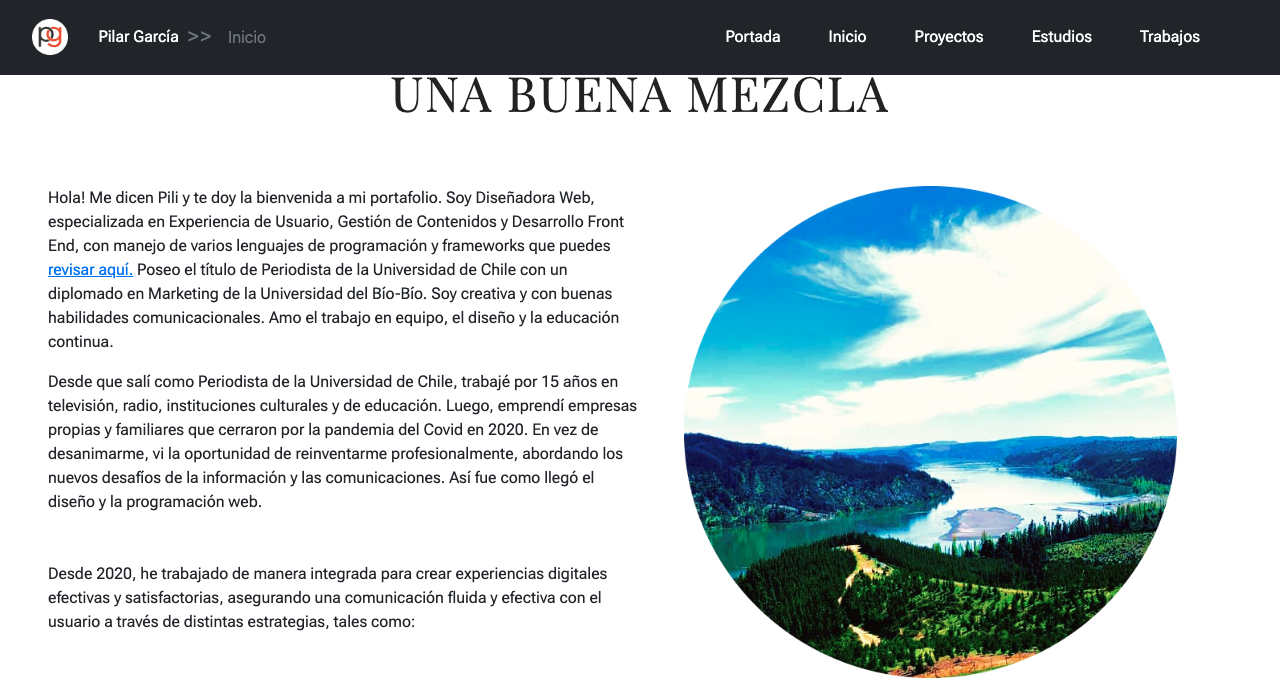 pg
Pilar García >> Inicio
Portada Inicio Proyectos Estudios Trabajos
UNA BUENA MEZCLA
Hola! Me dicen Pili y te doy la bienvenida a mi portafolio. Soy Diseñadora Web,
especializada en Experiencia de Usuario, Gestión de Contenidos y Desarrollo Front
End, con manejo de varios lenguajes de programación y frameworks que puedes
revisar aquí. Poseo el título de Periodista de la Universidad de Chile con un
diplomado en Marketing de la Universidad del Bío-Bío. Soy creativa y con buenas
habilidades comunicacionales. Amo el trabajo en equipo, el diseño y la educación
continua.
Desde que salí como Periodista de la Universidad de Chile, trabajé por 15 años en
televisión, radio, instituciones culturales y de educación. Luego, emprendí empresas
propias y familiares que cerraron por la pandemia del Covid en 2020. En vez de
desanimarme, vi la oportunidad de reinventarme profesionalmente, abordando los
nuevos desafíos de la información y las comunicaciones. Así fue como llegó el
diseño y la programación web.
Desde 2020, he trabajado de manera integrada para crear experiencias digitales
efectivas y satisfactorias, asegurando una comunicación fluida y efectiva con el
usuario a través de distintas estrategias, tales como: